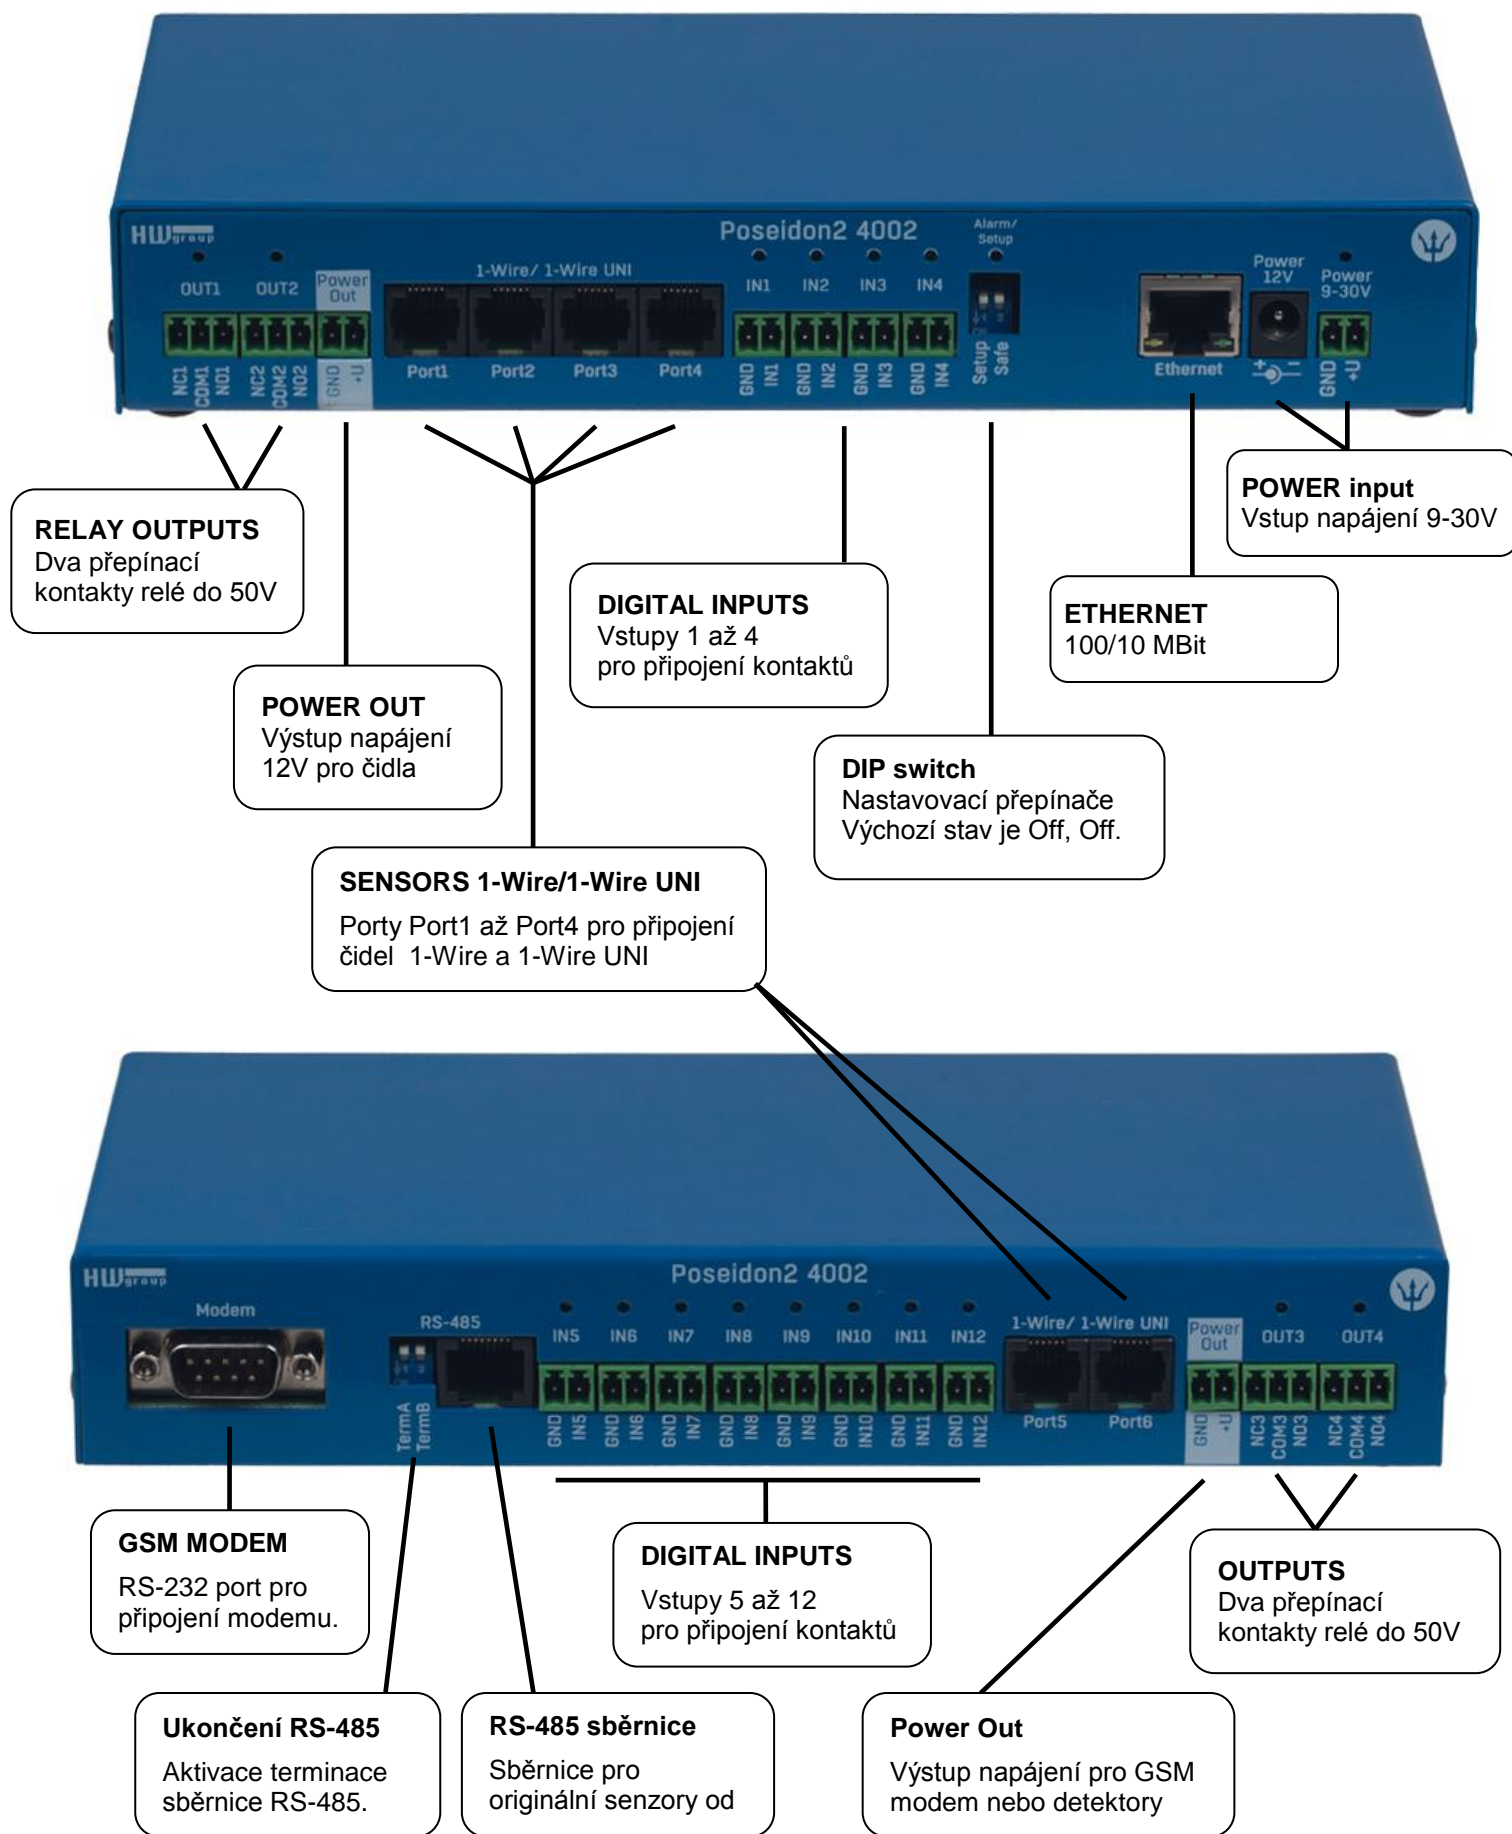 HW group
Poseidon2 4002
Alarm/
Setup
OUT1
OUT2
Power
Out
1-Wire/ 1-Wire UNI
IN1
IN2
IN3
IN4
Power
12V
Power
9-30V
NC1
COM1
NO1
NC2
COM2
NO2
GND
+U
Port1
Port2
Port3
Port4
GND
IN1
GND
IN2
GND
IN3
GND
IN4
Setup
Safe
Ethernet
+ −
GND
+U
RELAY OUTPUTS
Dva přepínací
kontakty relé do 50V
POWER OUT
Výstup napájení
12V pro čidla
DIGITAL INPUTS
Vstupy 1 až 4
pro připojení kontaktů
POWER input
Vstup napájení 9-30V
ETHERNET
100/10 MBit
DIP switch
Nastavovací přepínače
Výchozí stav je Off, Off.
SENSORS 1-Wire/1-Wire UNI
Porty Port1 až Port4 pro připojení
čidel 1-Wire a 1-Wire UNI
HW group
Poseidon2 4002
Modem
RS-485
IN5
IN6
IN7
IN8
IN9
IN10
IN11
IN12
1-Wire/ 1-Wire UNI
Power
Out
OUT3
OUT4
TermA
TermB
GND
IN5
GND
IN6
GND
IN7
GND
IN8
GND
IN9
GND
IN10
GND
IN11
GND
IN12
Port5
Port6
GND
+U
NC3
COM3
NO3
NC4
COM4
NO4
GSM MODEM
RS-232 port pro
připojení modemu.
DIGITAL INPUTS
Vstupy 5 až 12
pro připojení kontaktů
OUTPUTS
Dva přepínací
kontakty relé do 50V
Ukončení RS-485
Aktivace terminace
sběrnice RS-485.
RS-485 sběrnice
Sběrnice pro
originální senzory od
Power Out
Výstup napájení pro GSM
modem nebo detektory